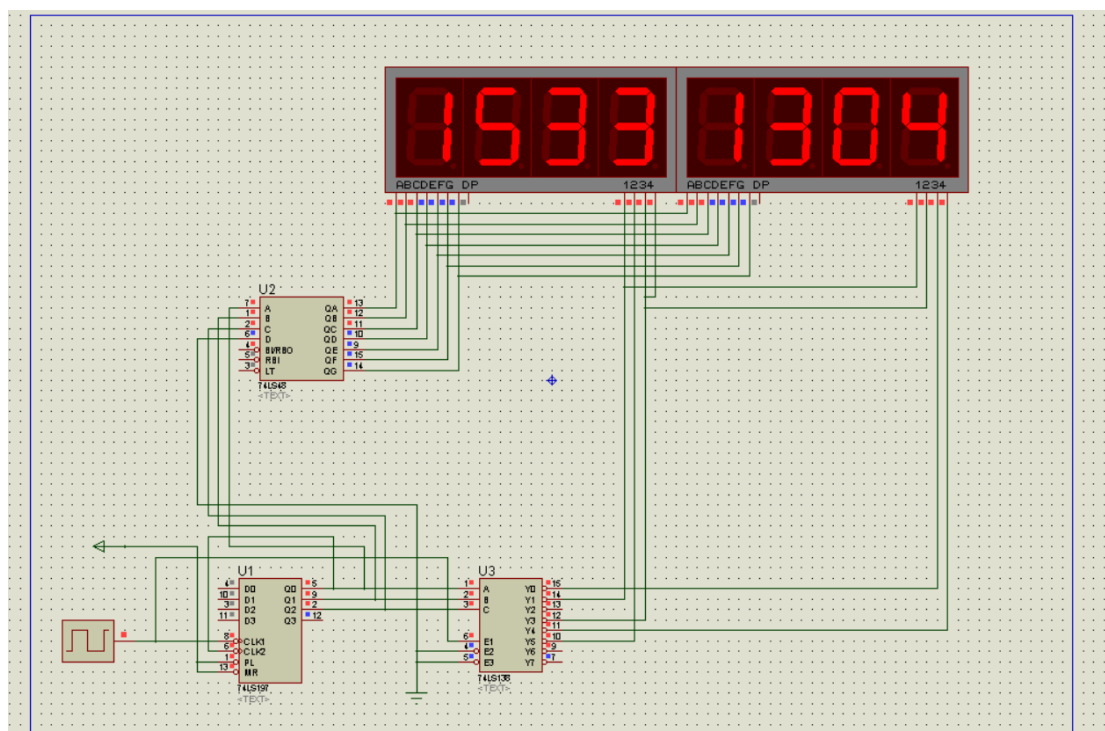 1533 1304
ABCDEFG DP 1234 ABCDEFG DP 1234
U2
7 A QA 13
1 B QB 12
2 C QC 11
6 D QD 10
4 BI/RBO QE 9
5 RBI QF 15
3 LT QG 14
74LS48
<TEXT>
U1
4 D0 Q0 5
10 D1 Q1 9
3 D2 Q2 2
11 D3 Q3 12
8 CLK1
6 CLK2
1 PL
13 MR
74LS197
<TEXT>
U3
1 A Y0 15
2 B Y1 14
3 C Y2 13
Y3 12
Y4 11
6 E1 Y5 10
4 E2 Y6 9
5 E3 Y7 7
74LS138
<TEXT>